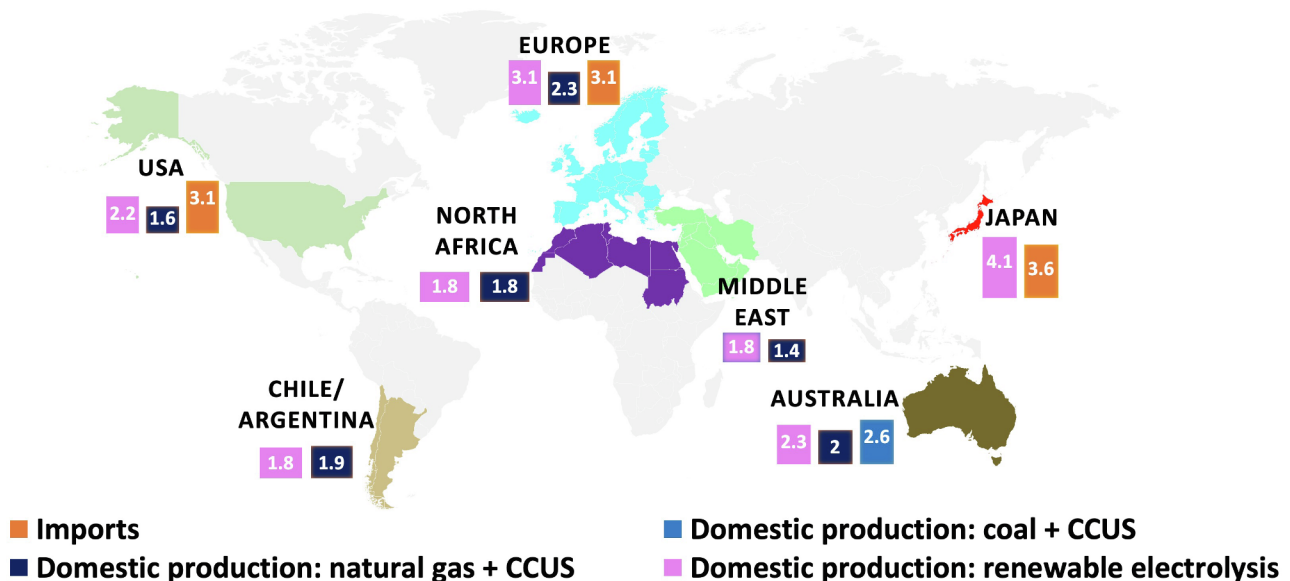 EUROPE
3.1 2.3 3.1
USA
2.2 1.6 3.1
NORTH
AFRICA
1.8 1.8
JAPAN
4.1 3.6
MIDDLE
EAST
1.8 1.4
CHILE/
ARGENTINA
1.8 1.9
AUSTRALIA
2.3 2 2.6
Imports
Domestic production: coal + CCUS
Domestic production: natural gas + CCUS
Domestic production: renewable electrolysis